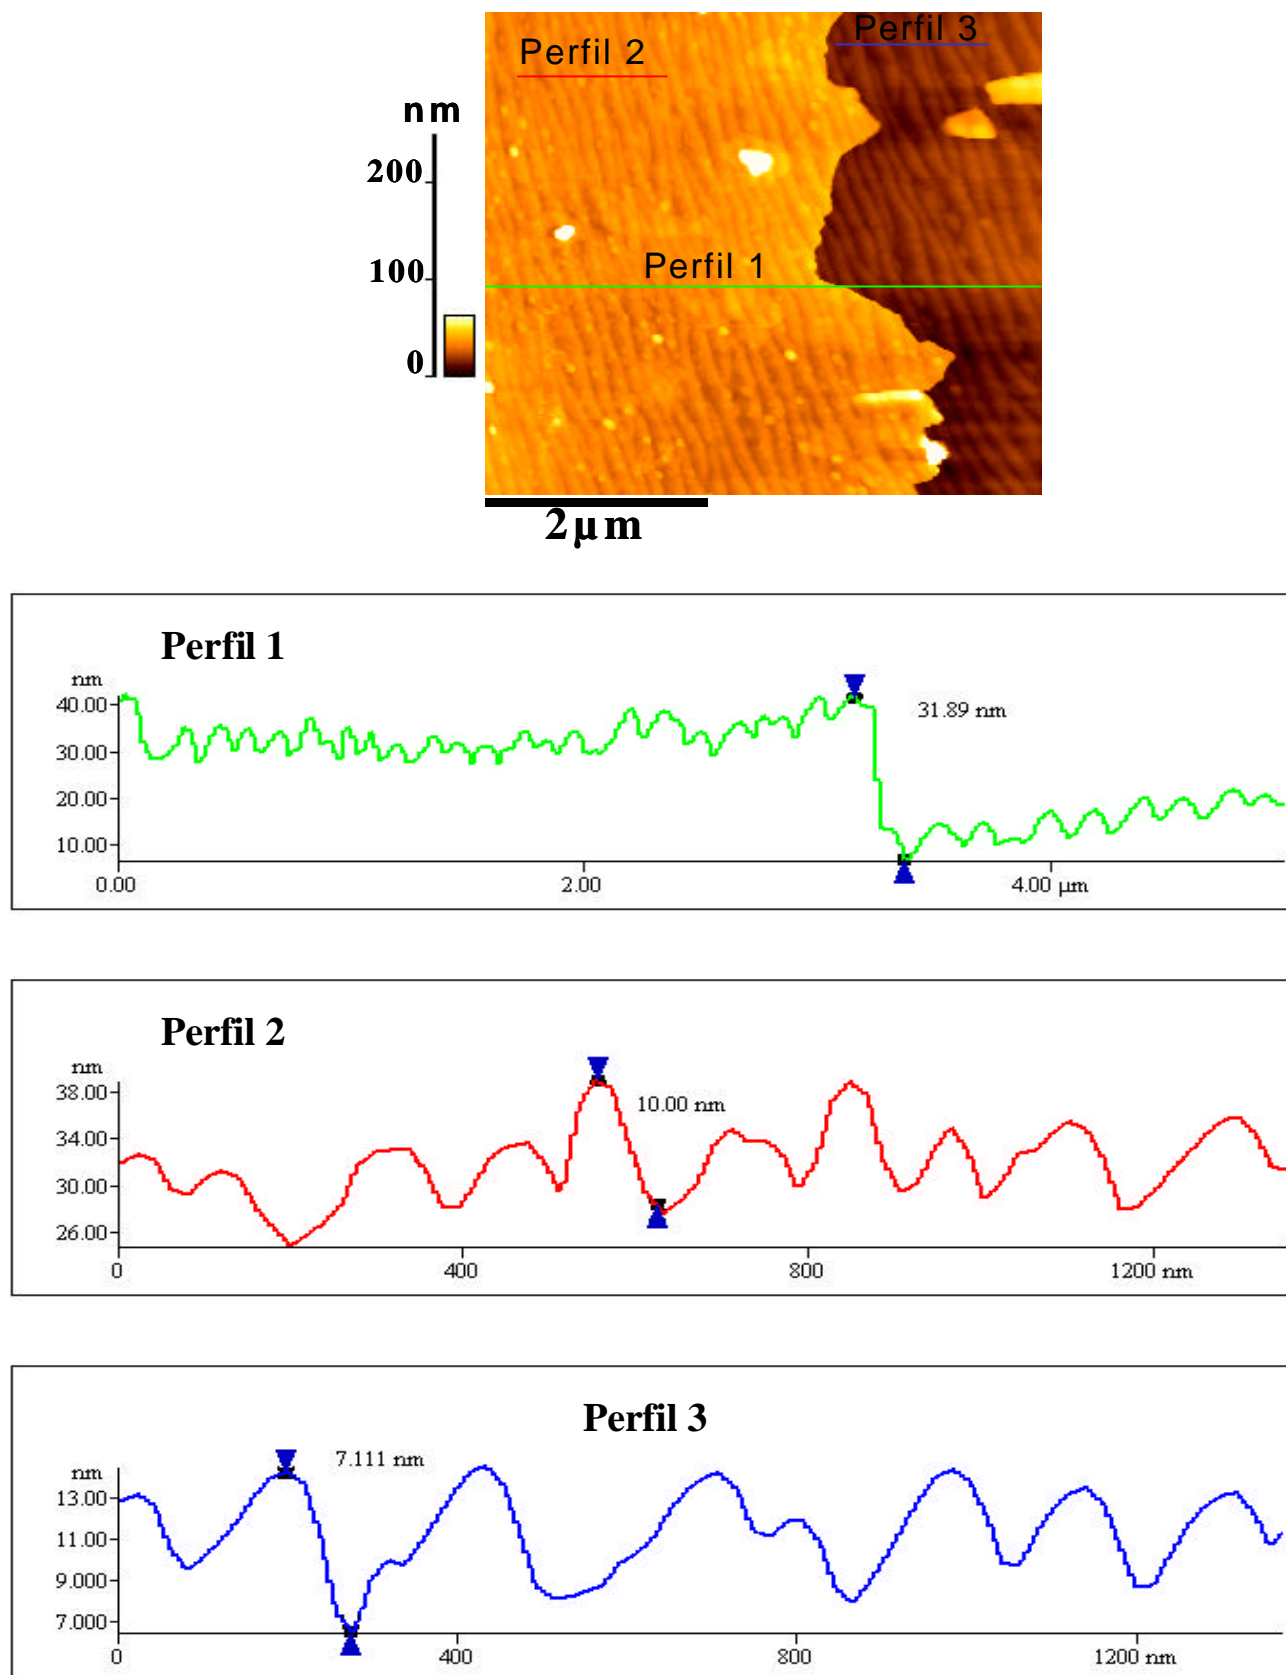 Perfil 3
Perfil 2
nm
200
100
0
Perfil 1
2µm
Perfil 1
nm
40.00
30.00
20.00
10.00
31.89 nm
0.00 2.00 4.00 µm
Perfil 2
nm
38.00
34.00
30.00
26.00
10.00 nm
0 400 800 1200 nm
Perfil 3
7.111 nm
nm
13.00
11.00
9.000
7.000
0 400 800 1200 nm